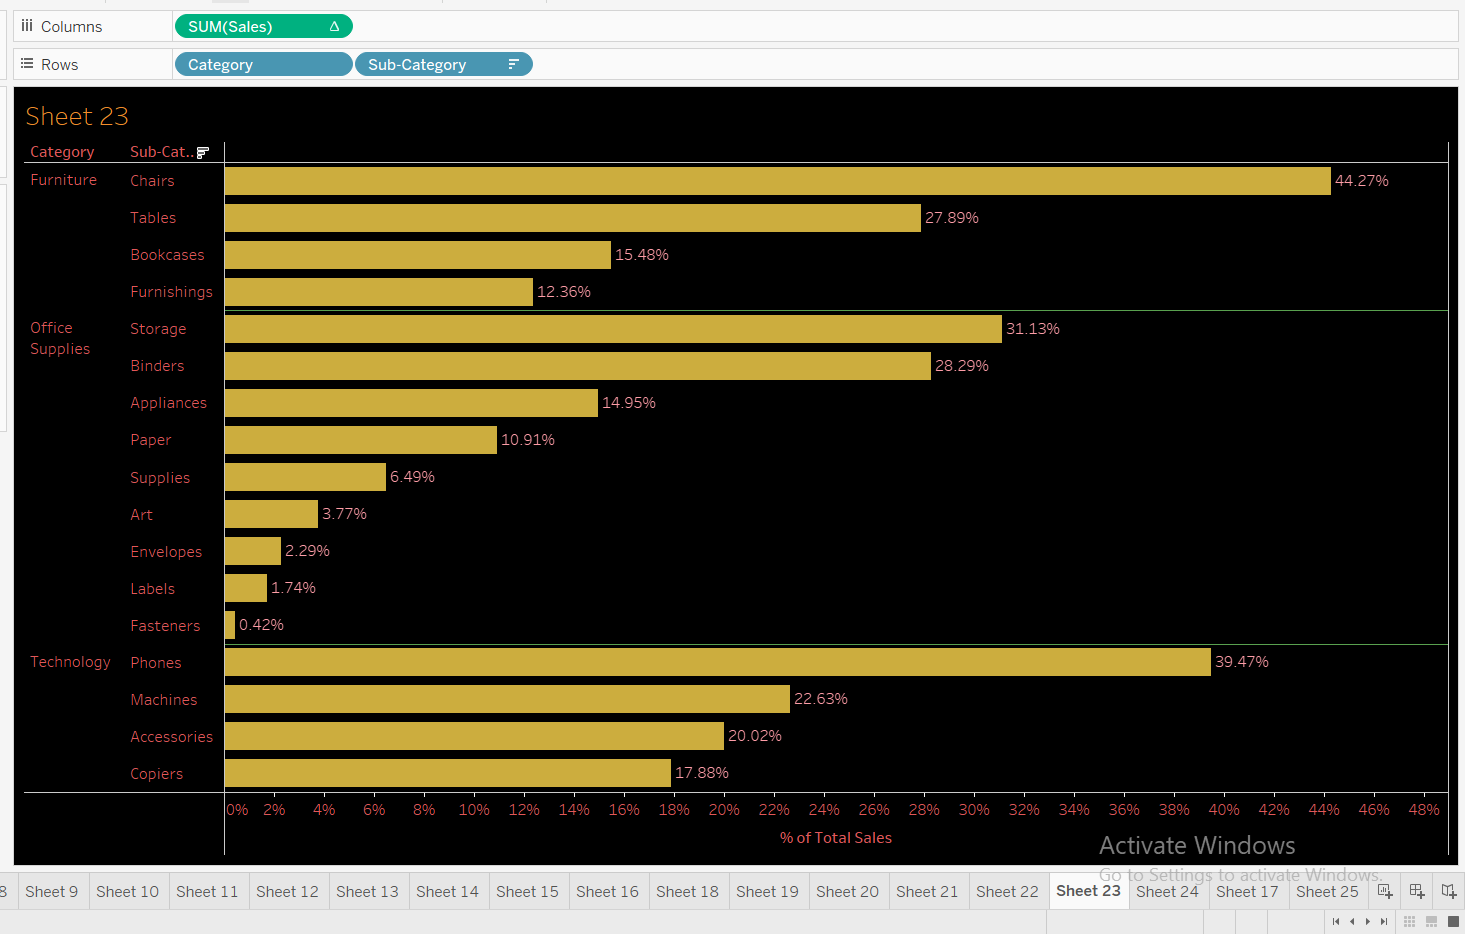 Columns SUM(Sales)
Rows Category Sub-Category
Sheet 23
Category Sub-Cat..
Furniture Chairs 44.27%
Tables 27.89%
Bookcases 15.48%
Furnishings 12.36%
Office Supplies Storage 31.13%
Binders 28.29%
Appliances 14.95%
Paper 10.91%
Supplies 6.49%
Art 3.77%
Envelopes 2.29%
Labels 1.74%
Fasteners 0.42%
Technology Phones 39.47%
Machines 22.63%
Accessories 20.02%
Copiers 17.88%
0% 2% 4% 6% 8% 10% 12% 14% 16% 18% 20% 22% 24% 26% 28% 30% 32% 34% 36% 38% 40% 42% 44% 46% 48%
% of Total Sales
Activate Windows
Go to Settings to activate Windows.
8 Sheet 9 Sheet 10 Sheet 11 Sheet 12 Sheet 13 Sheet 14 Sheet 15 Sheet 16 Sheet 18 Sheet 19 Sheet 20 Sheet 21 Sheet 22 Sheet 23 Sheet 24 Sheet 17 Sheet 25